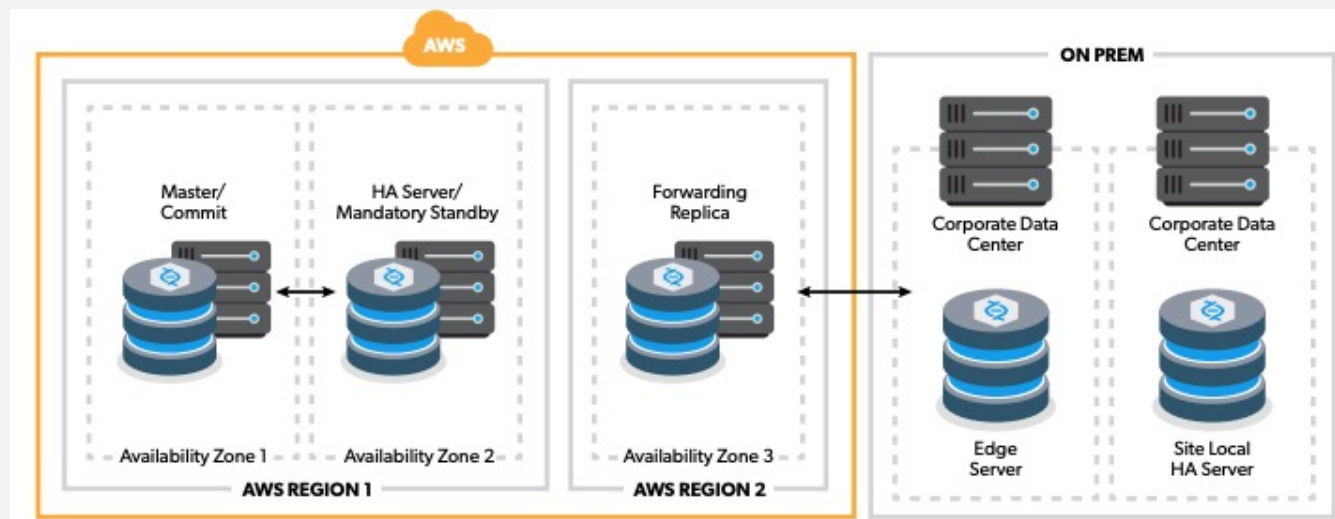 AWS
ON PREM
Master/
Commit
HA Server/
Mandatory Standby
Forwarding
Replica
Corporate Data
Center
Corporate Data
Center
Edge
Server
Site Local
HA Server
Availability Zone 1
Availability Zone 2
Availability Zone 3
AWS REGION 1
AWS REGION 2